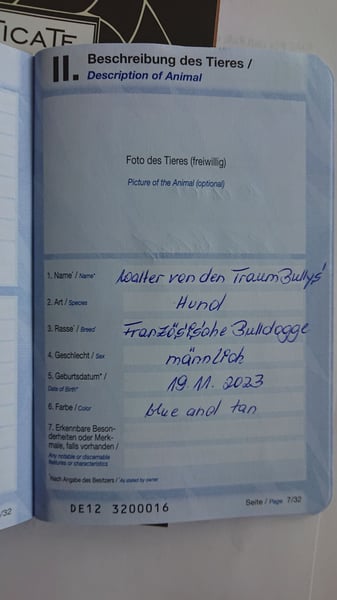 ICATE
II. Beschreibung des Tieres /
Description of Animal
Foto des Tieres (freiwillig)
Picture of the Animal (optional)
1. Name* / Name* Walter von den TraumBullys'
2. Art / Species Hund
3. Rasse* / Breed* Französische Bulldogge
4. Geschlecht / Sex männlich
5. Geburtsdatum* /
Date of Birth* 19.11.2023
6. Farbe / Color blue and tan
7. Erkennbare Beson-
derheiten oder Merk-
male, falls vorhanden /
Any notable or discernable
features or characteristics
*Nach Angabe des Besitzers / *As stated by owner
/32
DE12 3200016
Seite / Page 7/32